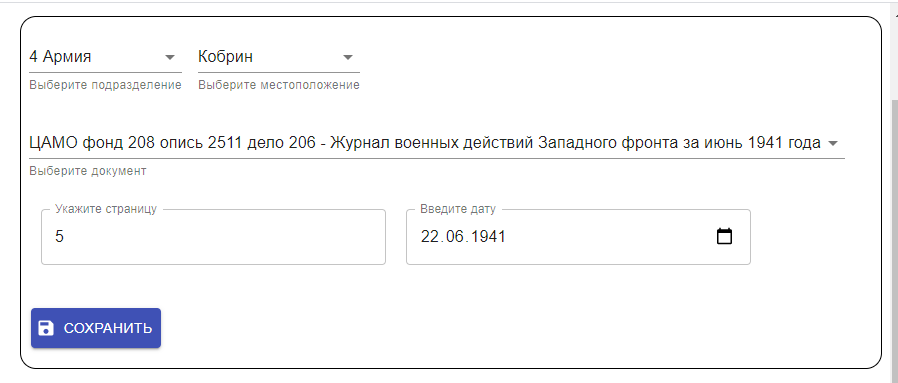 4 Армия Кобрин
Выберите подразделение Выберите местоположение
ЦАМО фонд 208 опись 2511 дело 206 - Журнал военных действий Западного фронта за июнь 1941 года
Выберите документ
Укажите страницу Введите дату
5 22.06.1941
СОХРАНИТЬ